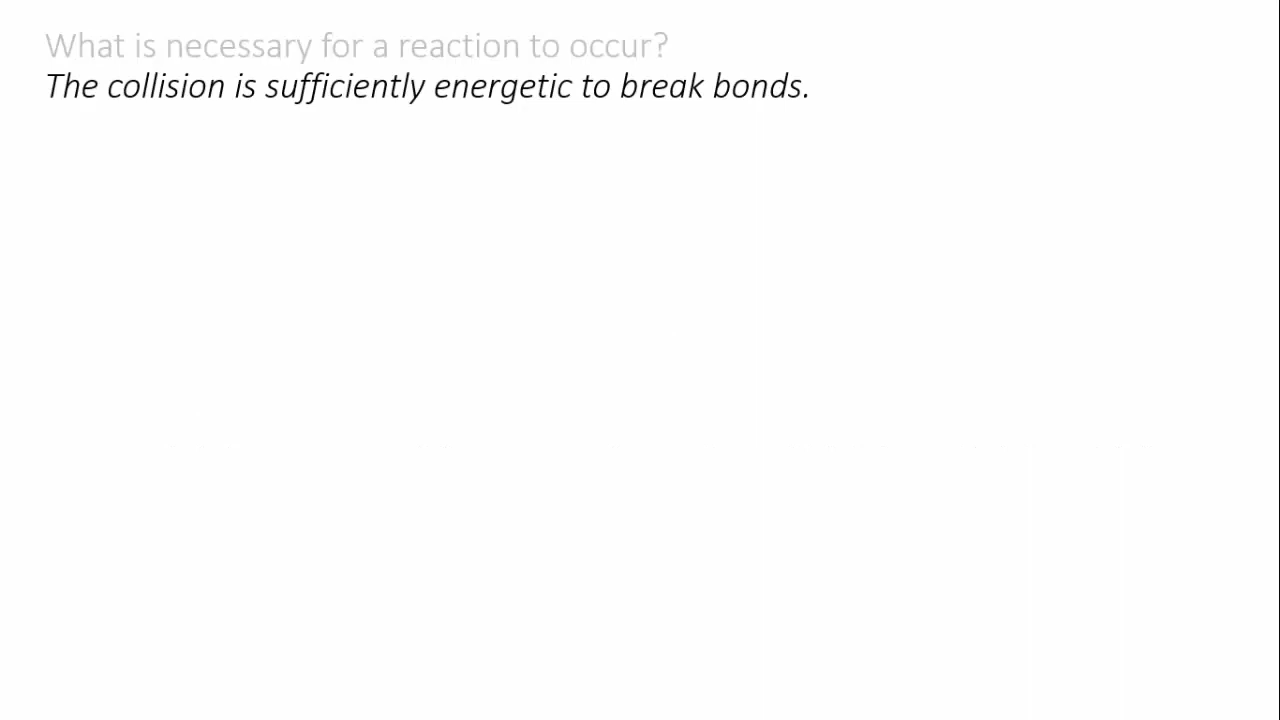 What is necessary for a reaction to occur?
The collision is sufficiently energetic to break bonds.